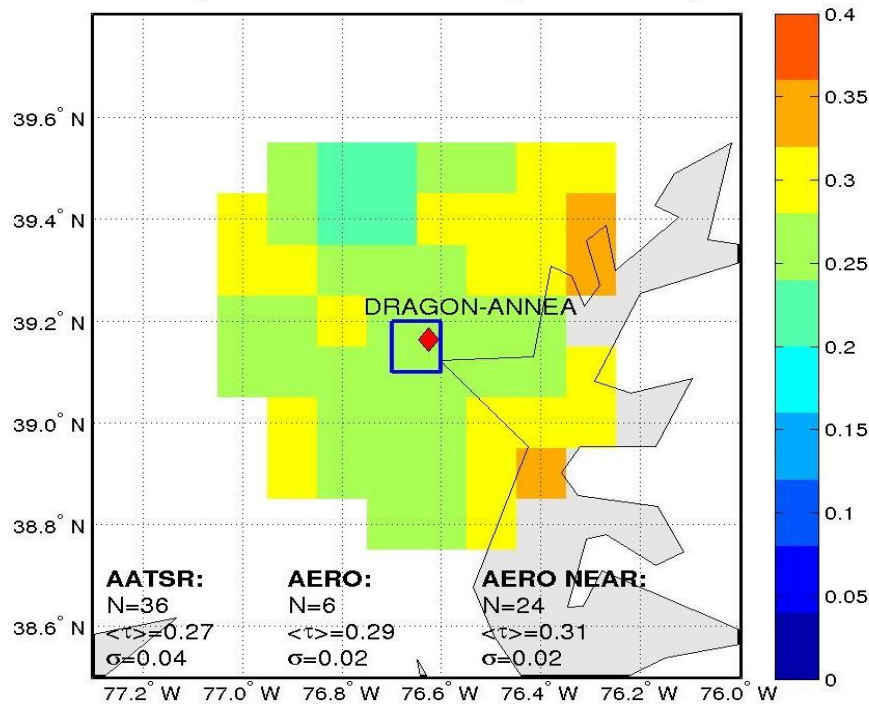 0.4
0.35
0.3
0.25
0.2
0.15
0.1
0.05
0
39.6° N
39.4° N
39.2° N
39.0° N
38.8° N
38.6° N
DRAGON-ANNEA
AATSR: AERO: AERO NEAR:
N=36 N=6 N=24
<τ>=0.27 <τ>=0.29 <τ>=0.31
σ=0.04 σ=0.02 σ=0.02
77.2° W 77.0° W 76.8° W 76.6° W 76.4° W 76.2° W 76.0° W